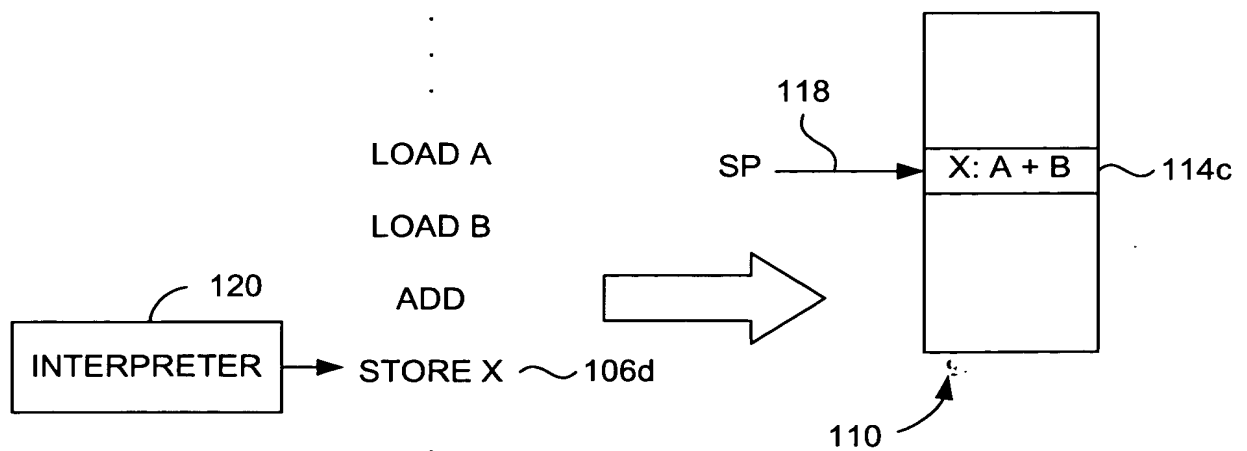 118
LOAD A
SP
X: A + B
114c
LOAD B
120
ADD
INTERPRETER
STORE X
106d
110